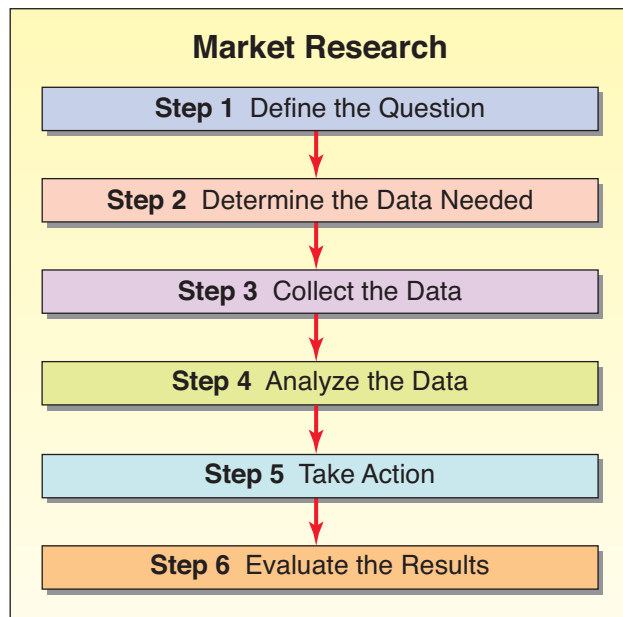 Market Research
Step 1 Define the Question
Step 2 Determine the Data Needed
Step 3 Collect the Data
Step 4 Analyze the Data
Step 5 Take Action
Step 6 Evaluate the Results